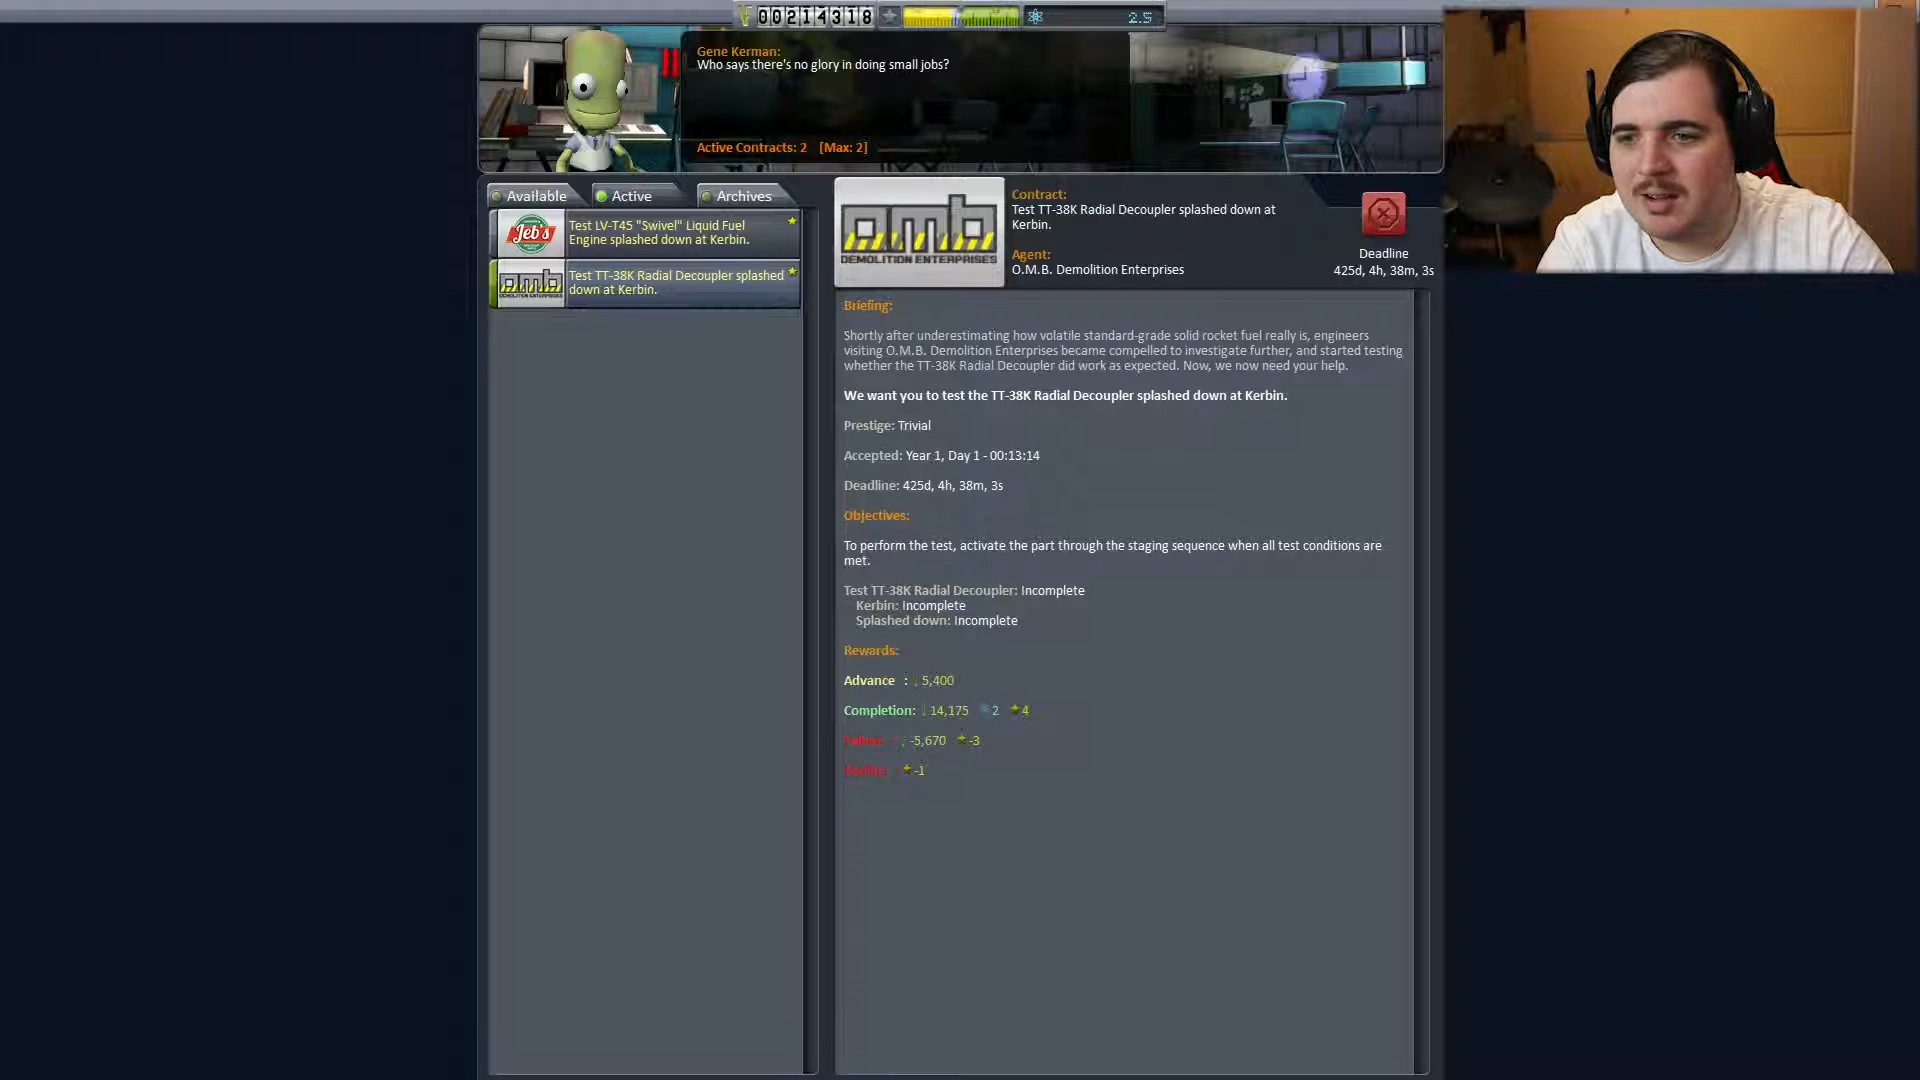 00214318
2.5
Gene Kerman:
Who says there's no glory in doing small jobs?
Active Contracts: 2 [Max: 2]
Available
Active
Archives
Jeb's
Test LV-T45 "Swivel" Liquid Fuel
Engine splashed down at Kerbin.
omb
DEMOLITION ENTERPRISES
Test TT-38K Radial Decoupler splashed
down at Kerbin.
omb
DEMOLITION ENTERPRISES
Contract:
Test TT-38K Radial Decoupler splashed down at
Kerbin.
Agent:
O.M.B. Demolition Enterprises
Deadline
425d, 4h, 38m, 3s
Briefing:
Shortly after underestimating how volatile standard-grade solid rocket fuel really is, engineers
visiting O.M.B. Demolition Enterprises became compelled to investigate further, and started testing
whether the TT-38K Radial Decoupler did work as expected. Now, we now need your help.
We want you to test the TT-38K Radial Decoupler splashed down at Kerbin.
Prestige: Trivial
Accepted: Year 1, Day 1 - 00:13:14
Deadline: 425d, 4h, 38m, 3s
Objectives:
To perform the test, activate the part through the staging sequence when all test conditions are
met.
Test TT-38K Radial Decoupler: Incomplete
Kerbin: Incomplete
Splashed down: Incomplete
Rewards:
Advance : 5,400
Completion: 14,175 2 4
-5,670 -3
-1